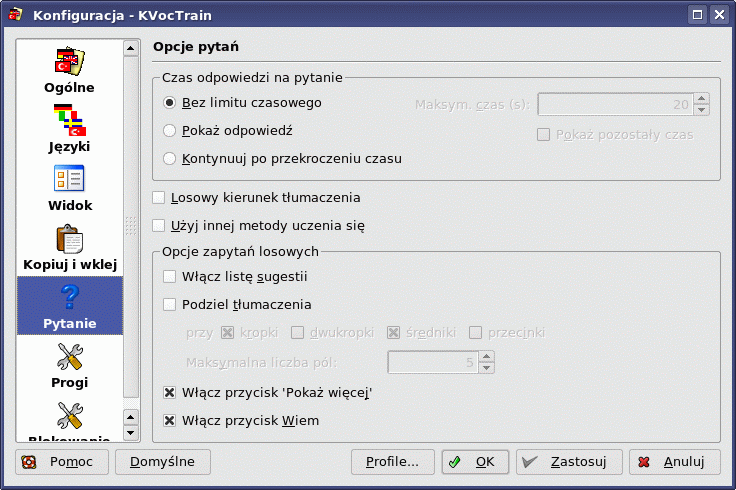 Konfiguracja - KVocTrain
Ogólne
Języki
Widok
Kopiuj i wklej
Pytanie
Progi
Blokowanie
Opcje pytań
Czas odpowiedzi na pytanie
Bez limitu czasowego Maksym. czas (s): 20
Pokaż odpowiedź Pokaż pozostały czas
Kontynuuj po przekroczeniu czasu
Losowy kierunek tłumaczenia
Użyj innej metody uczenia się
Opcje zapytań losowych
Włącz listę sugestii
Podziel tłumaczenia
przy kropki dwukropki średniki przecinki
Maksymalna liczba pól: 5
Włącz przycisk 'Pokaż więcej'
Włącz przycisk Wiem
Pomoc Domyślne Profile... OK Zastosuj Anuluj